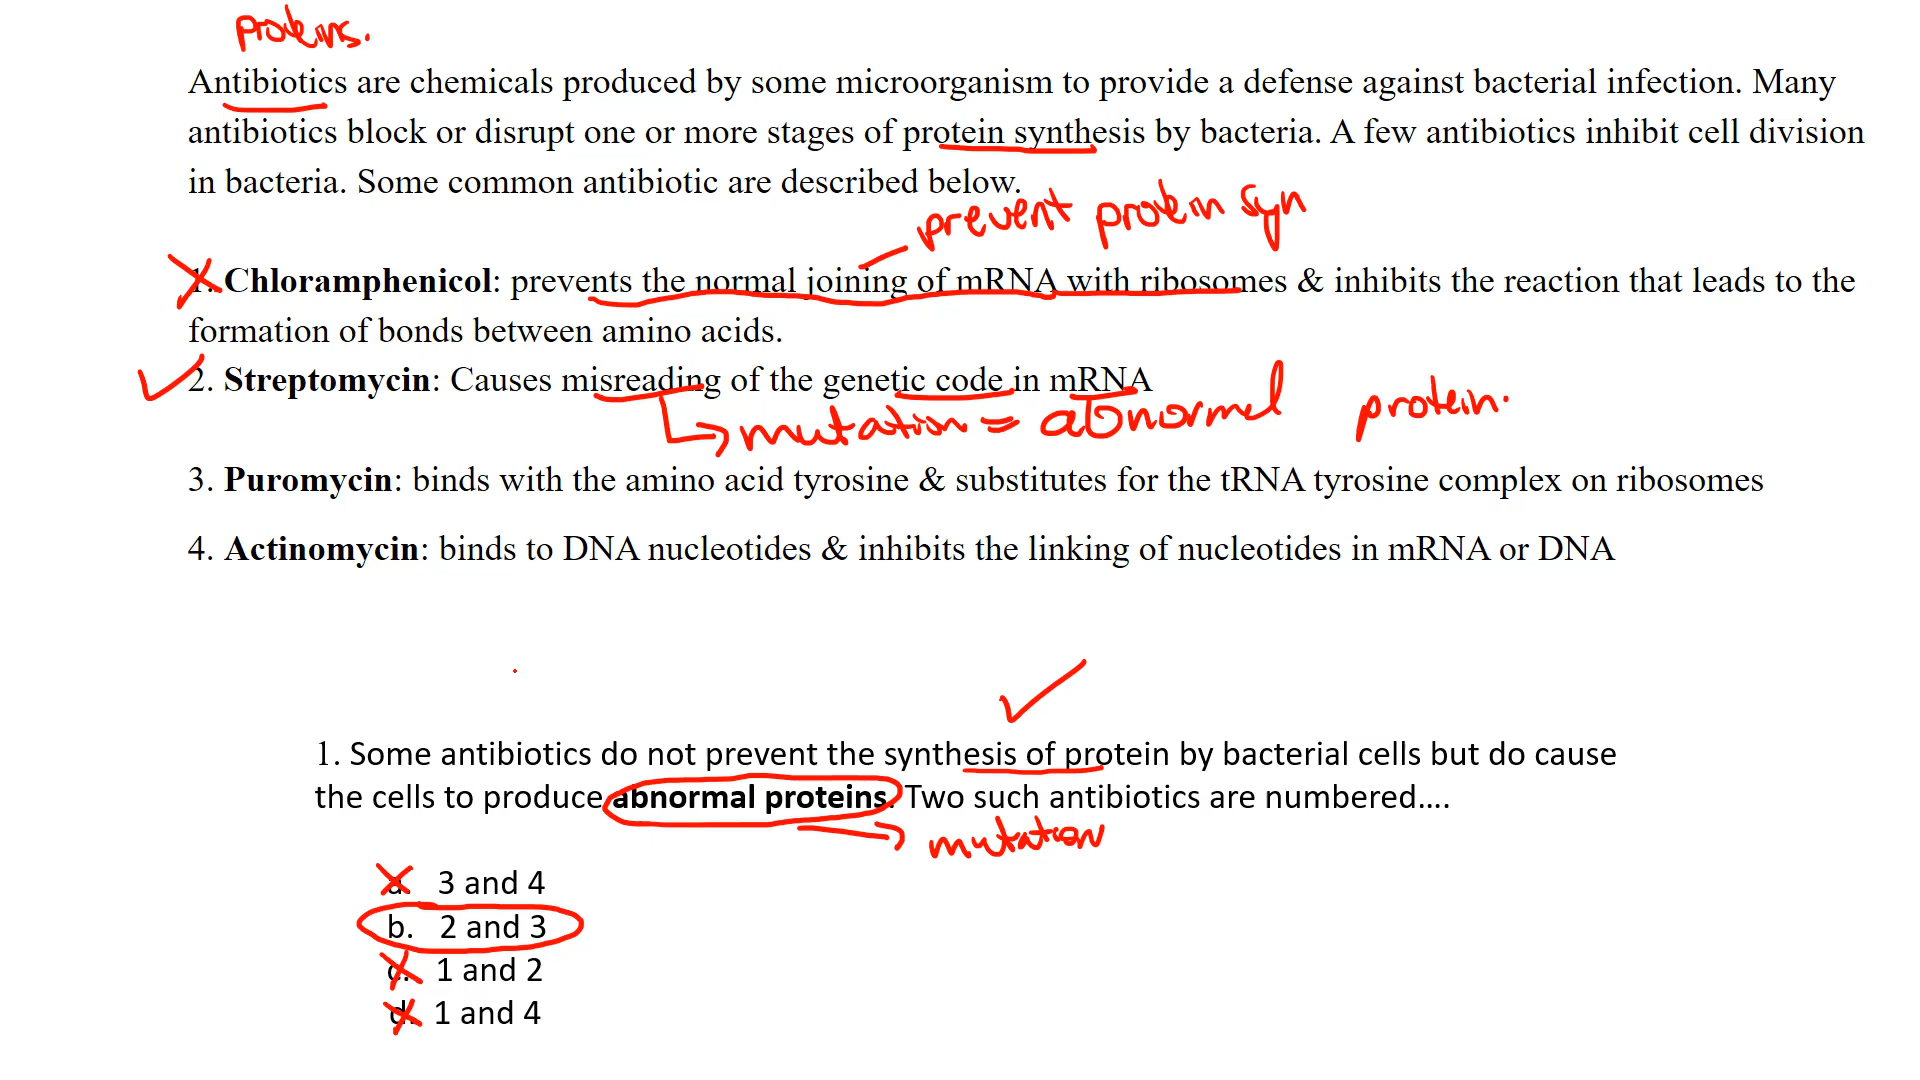 proteins.
Antibiotics are chemicals produced by some microorganism to provide a defense against bacterial infection. Many
antibiotics block or disrupt one or more stages of protein synthesis by bacteria. A few antibiotics inhibit cell division
in bacteria. Some common antibiotic are described below.
prevent protein syn
1. Chloramphenicol: prevents the normal joining of mRNA with ribosomes & inhibits the reaction that leads to the
formation of bonds between amino acids.
2. Streptomycin: Causes misreading of the genetic code in mRNA
mutation = abnormal protein.
3. Puromycin: binds with the amino acid tyrosine & substitutes for the tRNA tyrosine complex on ribosomes
4. Actinomycin: binds to DNA nucleotides & inhibits the linking of nucleotides in mRNA or DNA
1. Some antibiotics do not prevent the synthesis of protein by bacterial cells but do cause
the cells to produce abnormal proteins. Two such antibiotics are numbered....
mutation
a. 3 and 4
b. 2 and 3
c. 1 and 2
d. 1 and 4